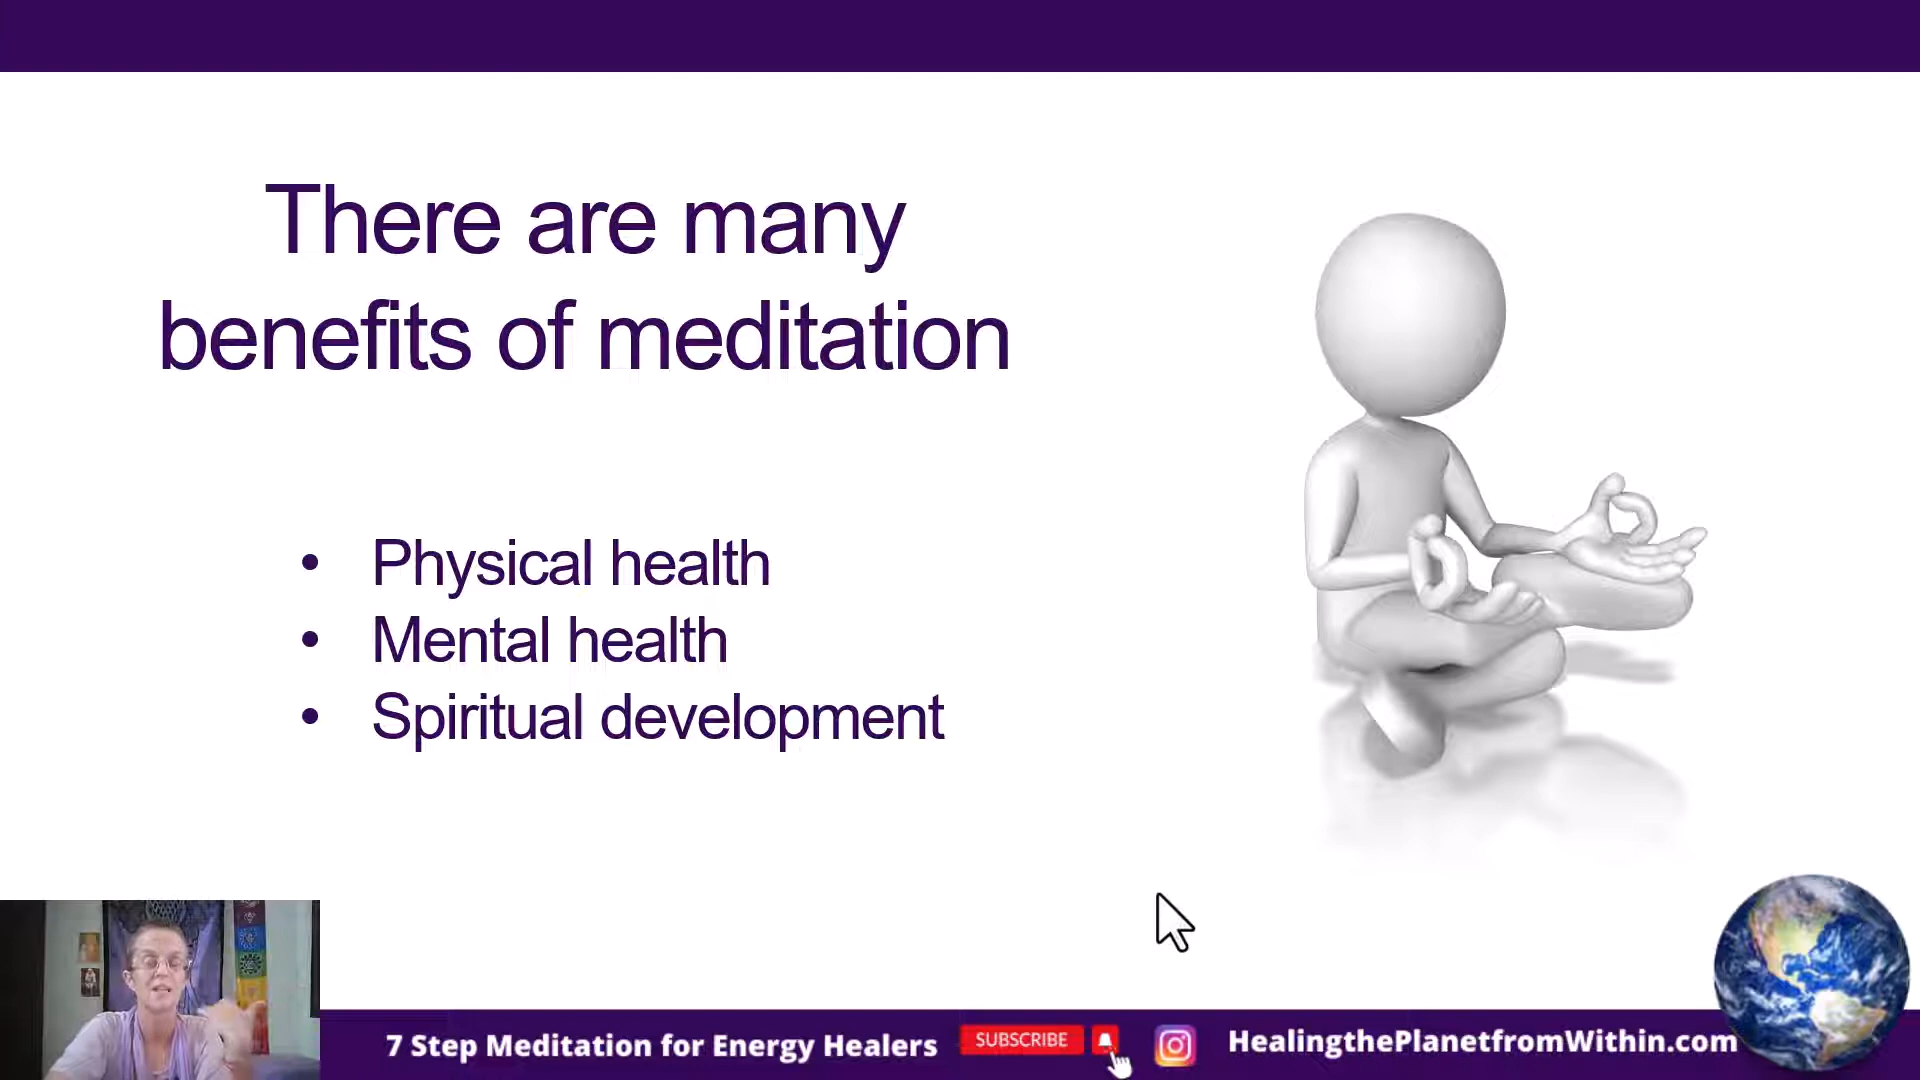 There are many
benefits of meditation
• Physical health
• Mental health
• Spiritual development
7 Step Meditation for Energy Healers
SUBSCRIBE
HealingthePlanetfromWithin.com